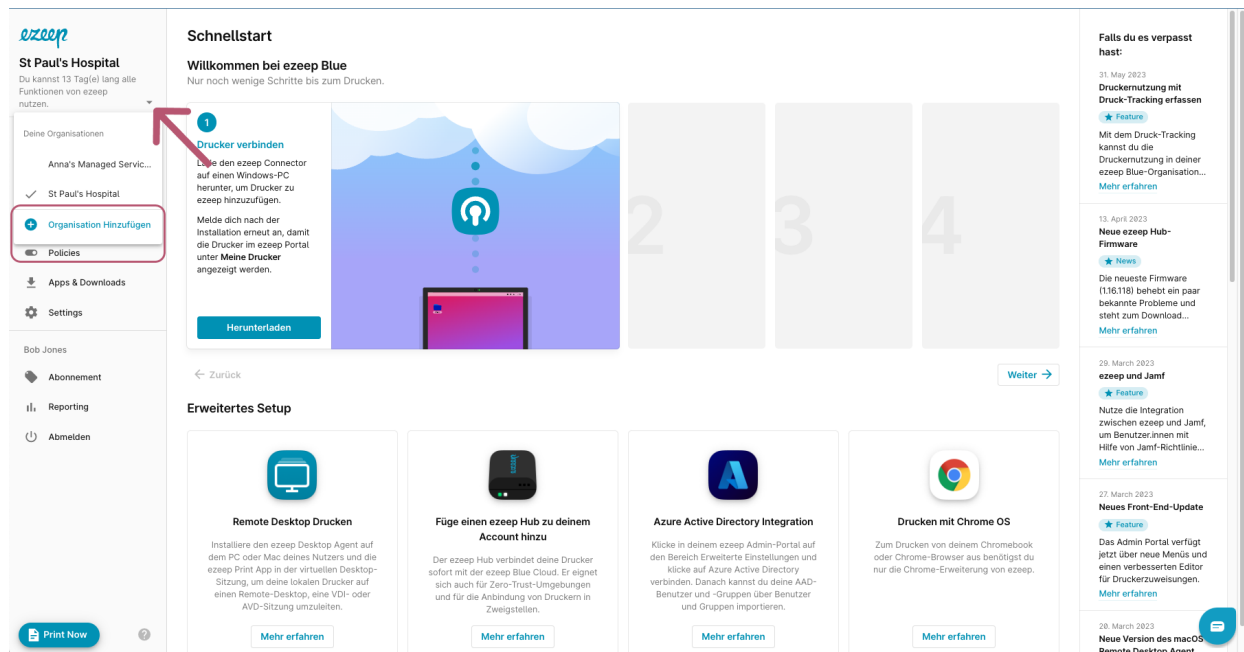 ezeep
St Paul's Hospital
Du kannst 13 Tag(e) lang alle
Funktionen von ezeep
nutzen.
Deine Organisationen
Anna's Managed Servic...
St Paul's Hospital
Organisation Hinzufügen
Policies
Apps & Downloads
Settings
Bob Jones
Abonnement
Reporting
Abmelden
Print Now
Schnellstart
Willkommen bei ezeep Blue
Nur noch wenige Schritte bis zum Drucken.
1
Drucker verbinden
Lade den ezeep Connector
auf einen Windows-PC
herunter, um Drucker zu
ezeep hinzuzufügen.
Melde dich nach der
Installation erneut an, damit
die Drucker im ezeep Portal
unter Meine Drucker
angezeigt werden.
Herunterladen
2
3
4
Zurück
Weiter
Erweitertes Setup
Remote Desktop Drucken
Installiere den ezeep Desktop Agent auf
dem PC oder Mac deines Nutzers und die
ezeep Print App in der virtuellen Desktop-
Sitzung, um deine lokalen Drucker auf
einen Remote-Desktop, eine VDI- oder
AVD-Sitzung umzuleiten.
Mehr erfahren
Füge einen ezeep Hub zu deinem
Account hinzu
Der ezeep Hub verbindet deine Drucker
sofort mit der ezeep Blue Cloud. Er eignet
sich auch für Zero-Trust-Umgebungen
und für die Anbindung von Druckern in
Zweigstellen.
Mehr erfahren
Azure Active Directory Integration
Klicke in deinem ezeep Admin-Portal auf
den Bereich Erweiterte Einstellungen und
klicke auf Azure Active Directory
verbinden. Danach kannst du deine AAD-
Benutzer und -Gruppen über Benutzer
und Gruppen importieren.
Mehr erfahren
Drucken mit Chrome OS
Zum Drucken von deinem Chromebook
oder Chrome-Browser aus benötigst du
nur die Chrome-Erweiterung von ezeep.
Mehr erfahren
Falls du es verpasst
hast:
31. May 2023
Druckernutzung mit
Druck-Tracking erfassen
Feature
Mit dem Druck-Tracking
kannst du die
Druckernutzung in deiner
ezeep Blue-Organisation...
Mehr erfahren
13. April 2023
Neue ezeep Hub-
Firmware
News
Die neueste Firmware
(1.16.118) behebt ein paar
bekannte Probleme und
steht zum Download...
Mehr erfahren
29. March 2023
ezeep und Jamf
Feature
Nutze die Integration
zwischen ezeep und Jamf,
um Benutzer.innen mit
Hilfe von Jamf-Richtlinie...
Mehr erfahren
27. March 2023
Neues Front-End-Update
Feature
Das Admin Portal verfügt
jetzt über neue Menüs und
einen verbesserten Editor
für Druckerzuweisungen.
Mehr erfahren
20. March 2023
Neue Version des macOS
Remote Desktop Agent